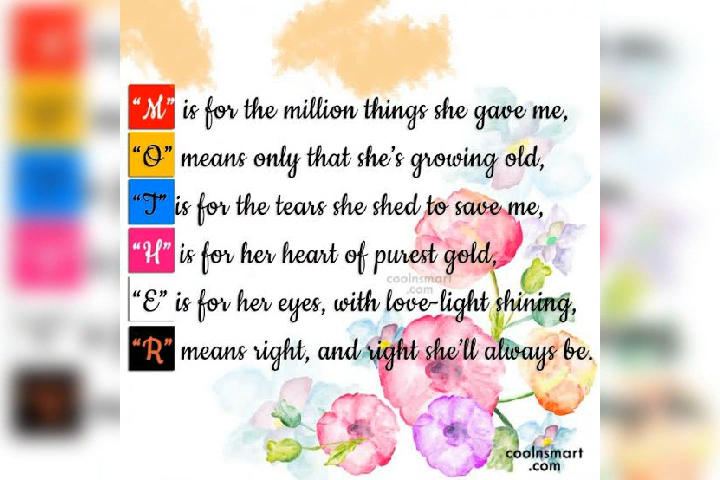 "M" is for the million things she gave me,
"O" means only that she's growing old,
"T" is for the tears she shed to save me,
"H" is for her heart of purest gold,
coolnsmart
.com
"E" is for her eyes, with love-light shining,
"R" means right, and right she'll always be.
coolnsmart
.com